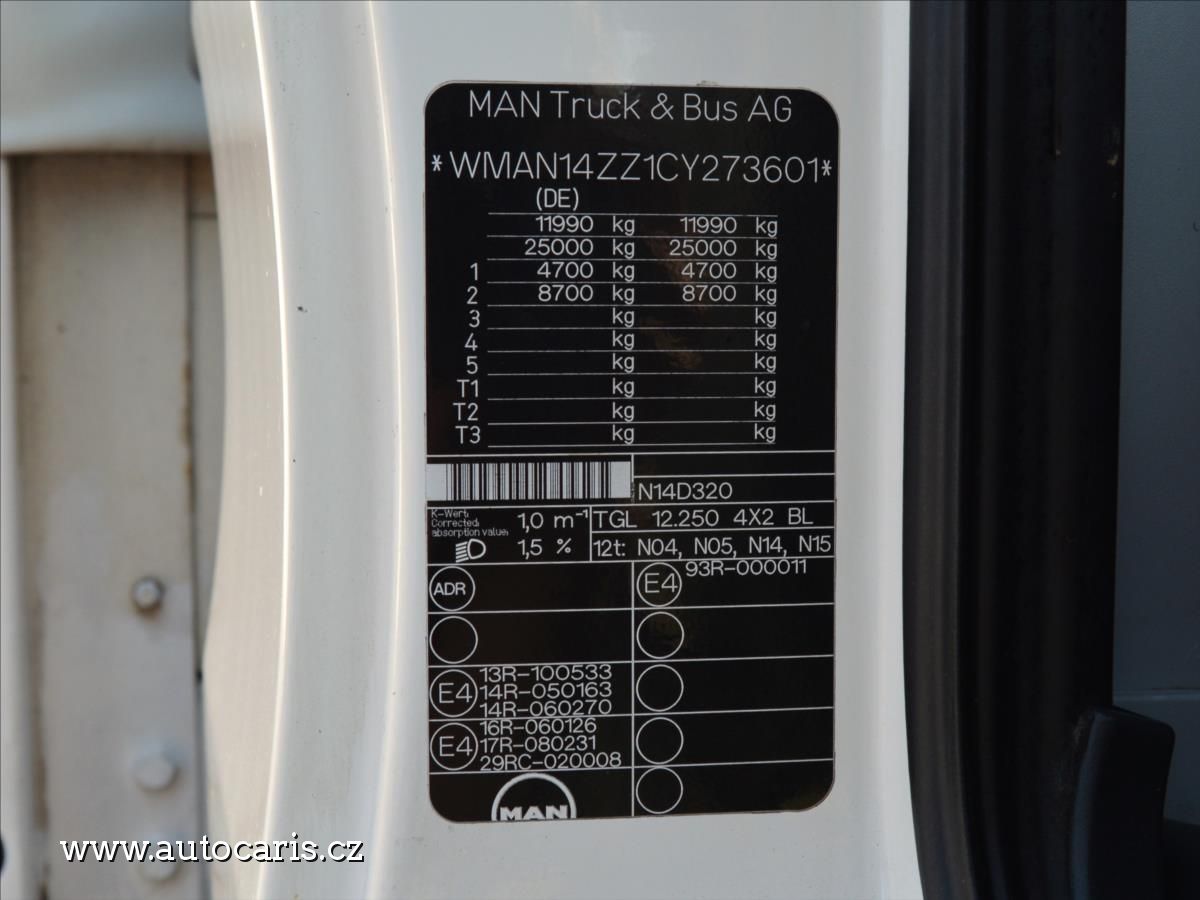 MAN Truck & Bus AG
*WMAN14ZZ1CY273601*
(DE)
11990 kg 11990 kg
25000 kg 25000 kg
1 4700 kg 4700 kg
2 8700 kg 8700 kg
3 kg kg
4 kg kg
5 kg kg
T1 kg kg
T2 kg kg
T3 kg kg
N14D320
K-Wert:
Corrected
absorption value:
1,0 m⁻¹
TGL 12.250 4X2 BL
1,5 %
12t: N04, N05, N14, N15
ADR
E4 93R-000011
E4
13R-100533
14R-050163
14R-060270
E4
16R-060126
17R-080231
29RC-020008
MAN
www.autocaris.cz